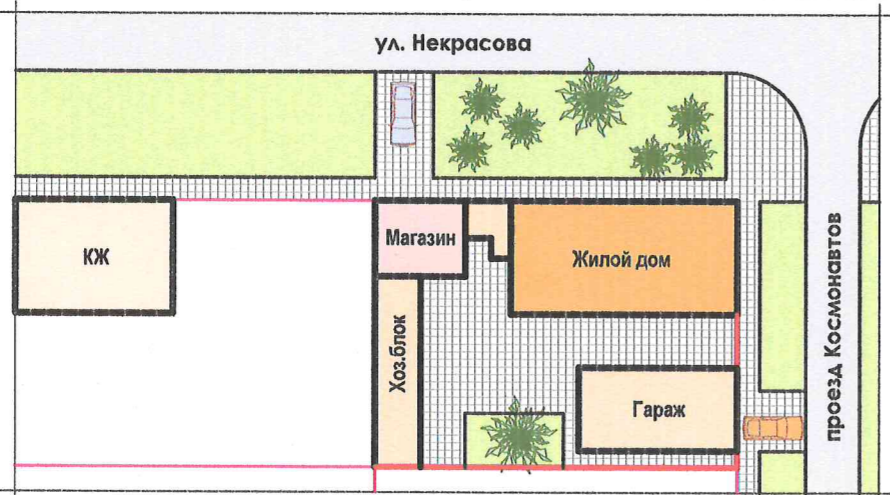 ул. Некрасова
КЖ
Магазин
Жилой дом
Хоз.блок
Гараж
проезд Космонавтов